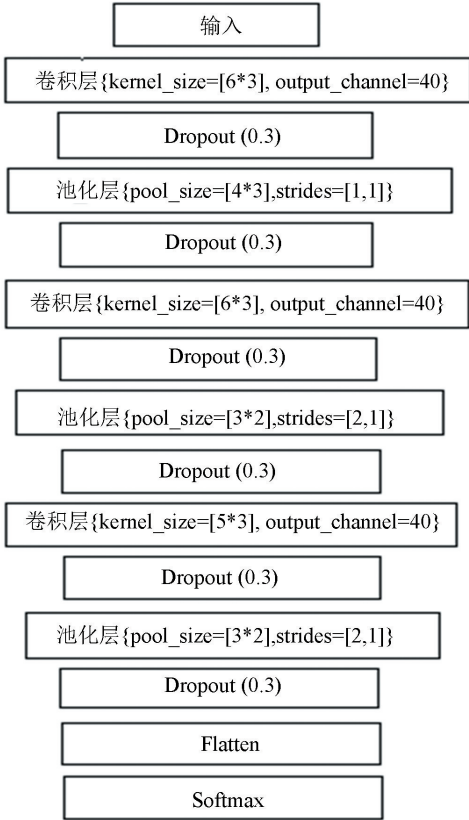 输入
卷积层{kernel_size=[6*3], output_channel=40}
Dropout (0.3)
池化层{pool_size=[4*3],strides=[1,1]}
Dropout (0.3)
卷积层{kernel_size=[6*3], output_channel=40}
Dropout (0.3)
池化层{pool_size=[3*2],strides=[2,1]}
Dropout (0.3)
卷积层{kernel_size=[5*3], output_channel=40}
Dropout (0.3)
池化层{pool_size=[3*2],strides=[2,1]}
Dropout (0.3)
Flatten
Softmax